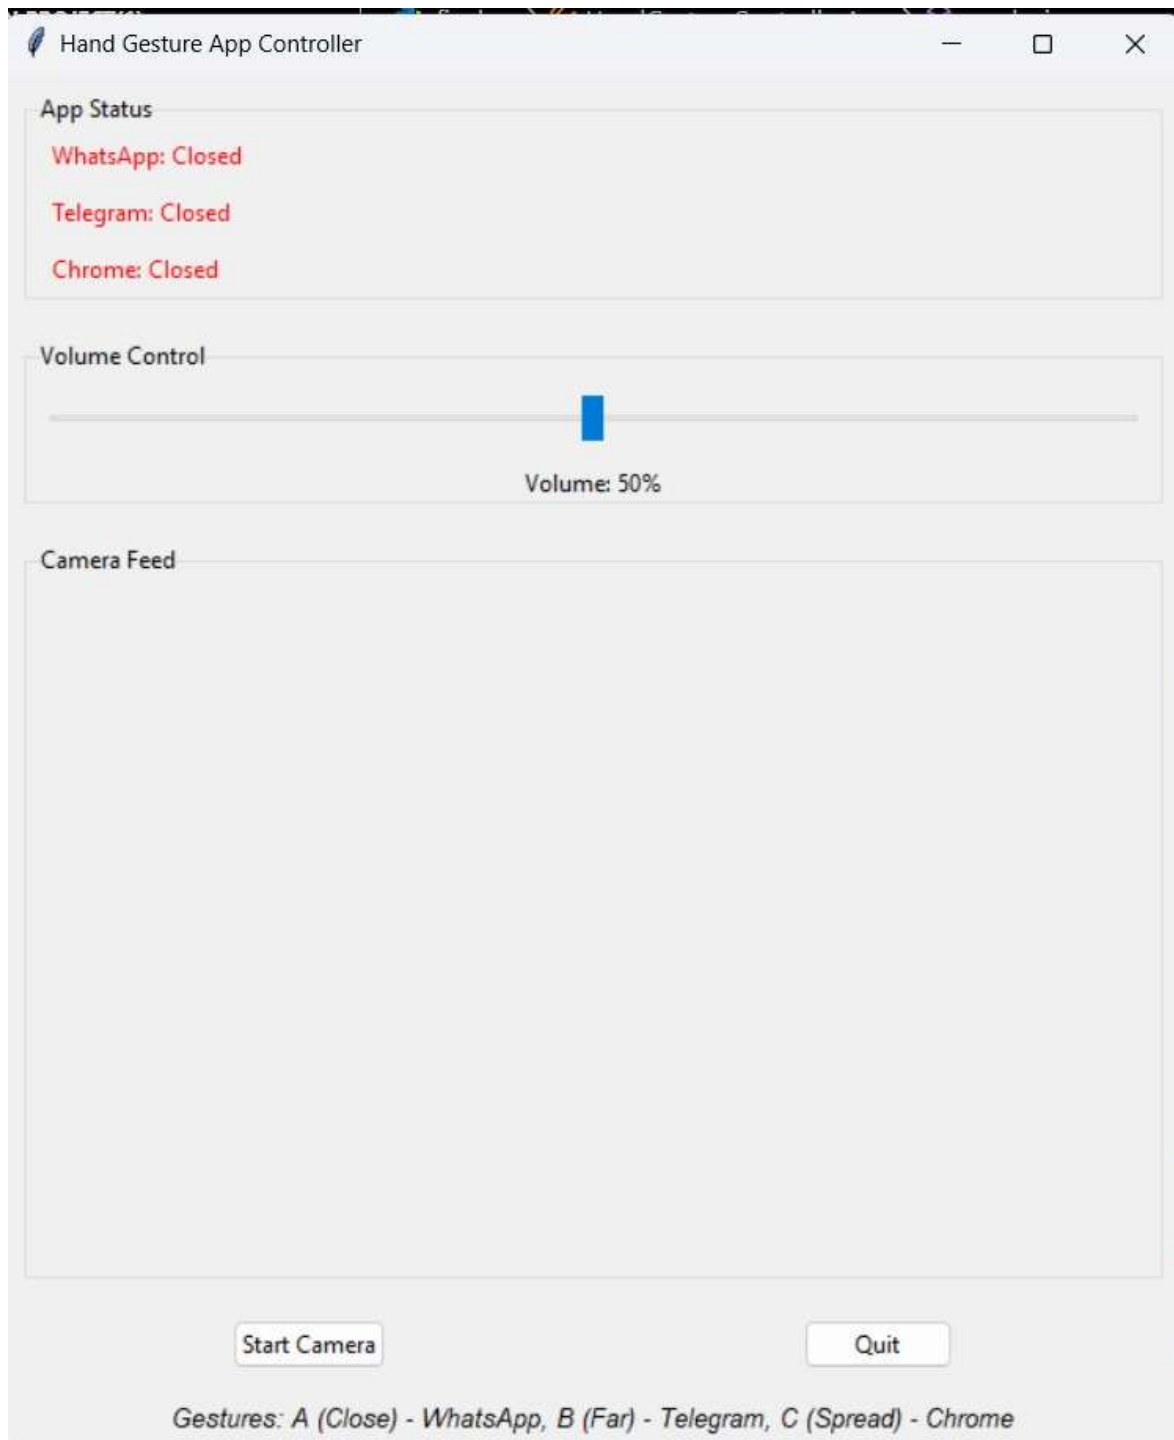 Hand Gesture App Controller
App Status
WhatsApp: Closed
Telegram: Closed
Chrome: Closed
Volume Control
Volume: 50%
Camera Feed
Start Camera
Quit
Gestures: A (Close) - WhatsApp, B (Far) - Telegram, C (Spread) - Chrome